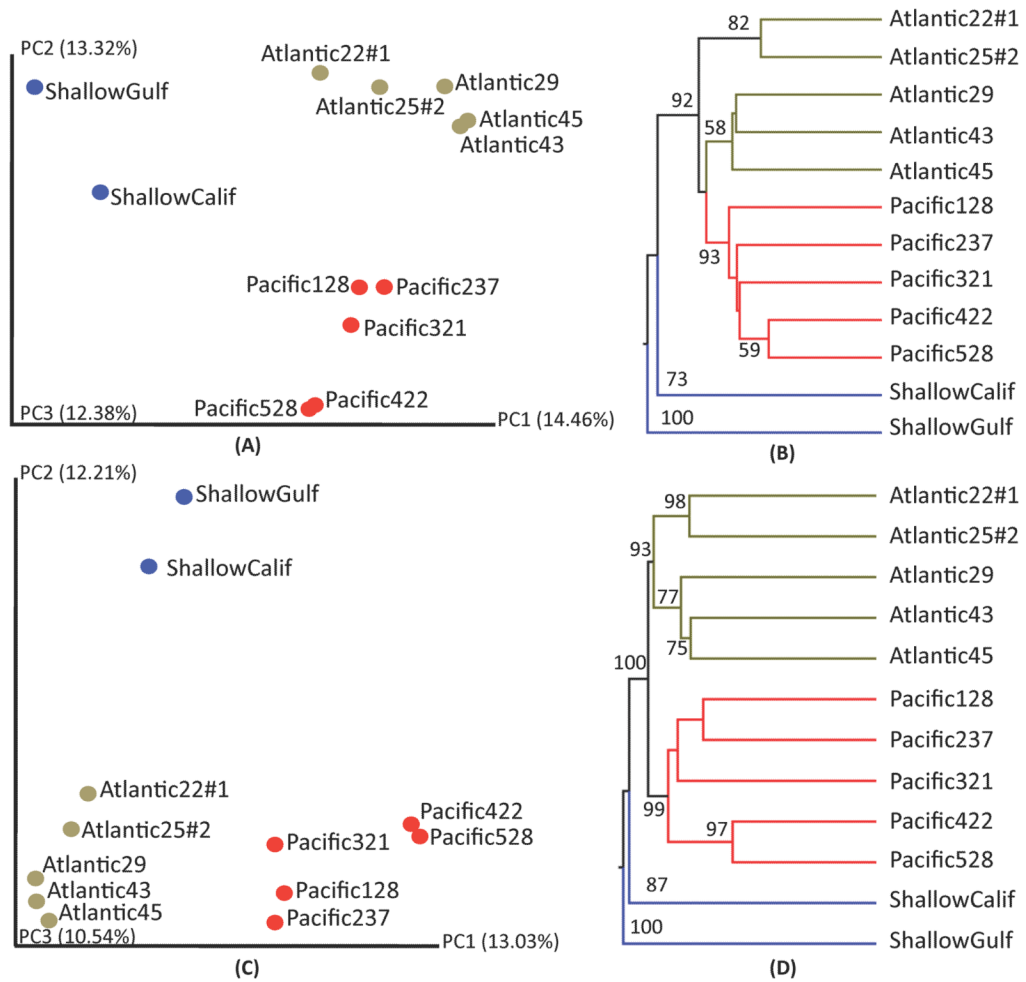 PC2 (13.32%)
ShallowGulf
Atlantic22#1
Atlantic25#2
Atlantic29
Atlantic45
Atlantic43
ShallowCalif
Pacific128
Pacific237
Pacific321
Pacific528
Pacific422
PC3 (12.38%)
PC1 (14.46%)
(A)
82
92
58
93
59
73
100
Atlantic22#1
Atlantic25#2
Atlantic29
Atlantic43
Atlantic45
Pacific128
Pacific237
Pacific321
Pacific422
Pacific528
ShallowCalif
ShallowGulf
(B)
PC2 (12.21%)
ShallowGulf
ShallowCalif
Atlantic22#1
Atlantic25#2
Atlantic29
Atlantic43
Atlantic45
Pacific422
Pacific528
Pacific321
Pacific128
Pacific237
PC3 (10.54%)
PC1 (13.03%)
(C)
98
93
77
75
100
99
97
87
100
Atlantic22#1
Atlantic25#2
Atlantic29
Atlantic43
Atlantic45
Pacific128
Pacific237
Pacific321
Pacific422
Pacific528
ShallowCalif
ShallowGulf
(D)